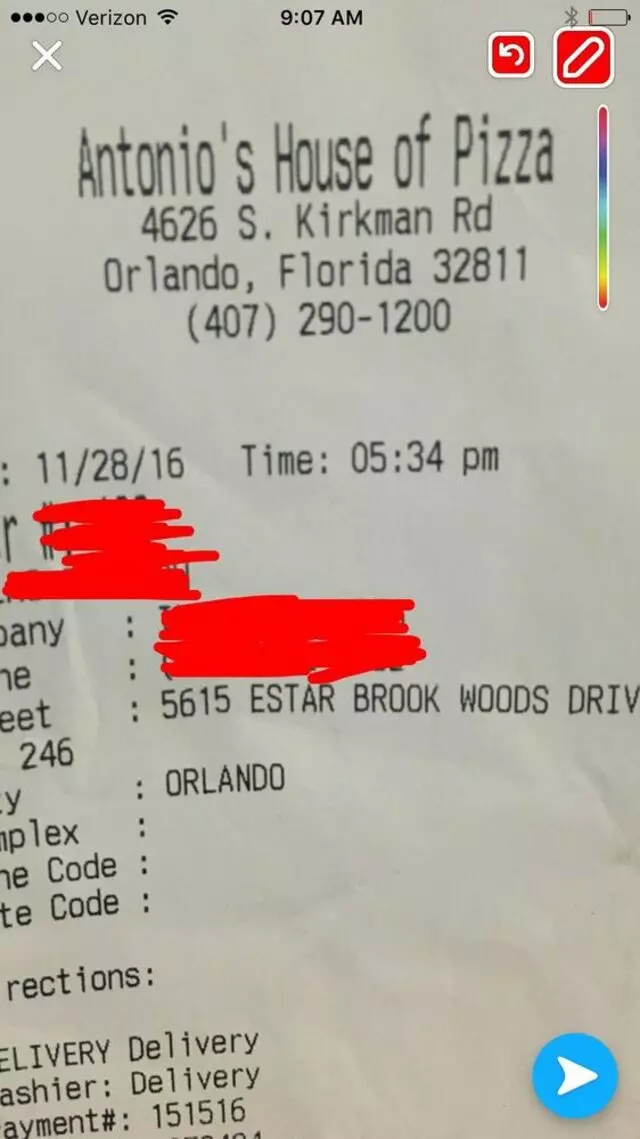 Verizon 9:07 AM
Antonio's House of Pizza
4626 S. Kirkman Rd
Orlando, Florida 32811
(407) 290-1200
: 11/28/16 Time: 05:34 pm
r #
pany :
ne :
eet : 5615 ESTAR BROOK WOODS DRIV
246
ty : ORLANDO
mplex :
ne Code :
te Code :
rections:
ELIVERY Delivery
ashier: Delivery
ayment#: 151516